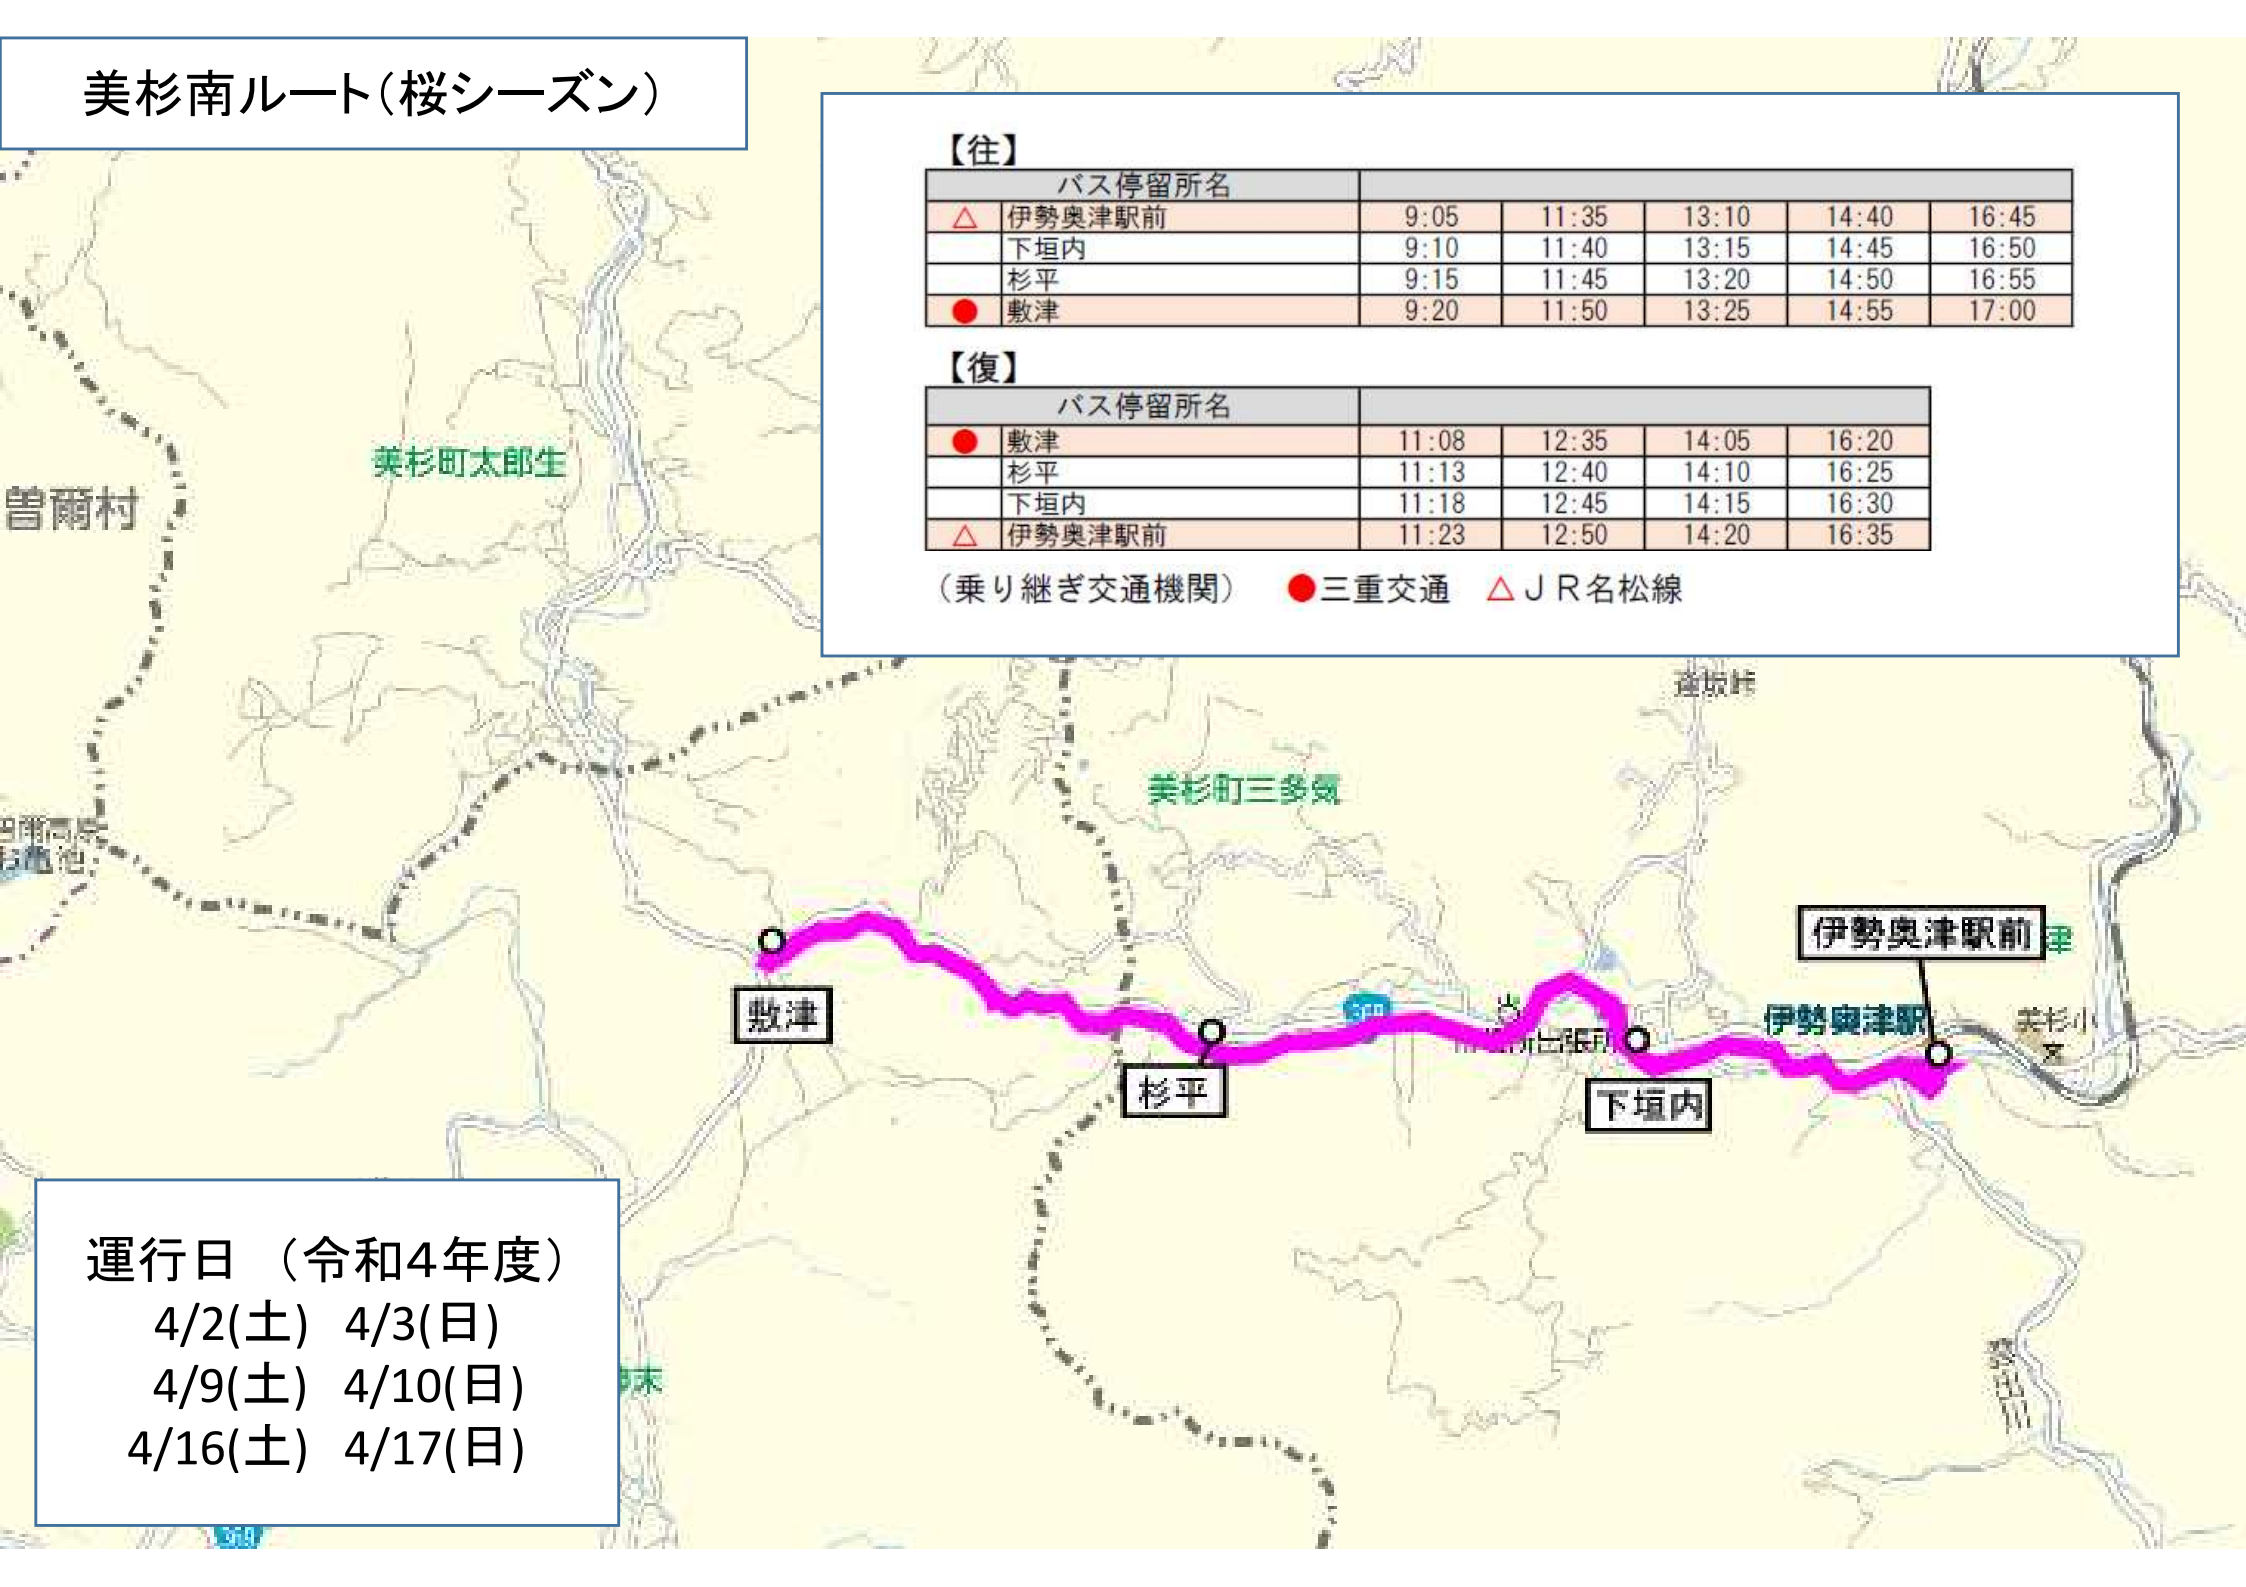 美杉南ルート（桜シーズン）
【往】
バス停留所名
△ 伊勢奥津駅前 9:05 11:35 13:10 14:40 16:45
下垣内 9:10 11:40 13:15 14:45 16:50
杉平 9:15 11:45 13:20 14:50 16:55
● 敷津 9:20 11:50 13:25 14:55 17:00
【復】
バス停留所名
● 敷津 11:08 12:35 14:05 16:20
杉平 11:13 12:40 14:10 16:25
下垣内 11:18 12:45 14:15 16:30
△ 伊勢奥津駅前 11:23 12:50 14:20 16:35
（乗り継ぎ交通機関） ●三重交通 △ＪＲ名松線
美杉町太郎生
曽爾村
美杉町三多気
伊勢奥津駅前
津
敷津
伊勢奥津駅
美杉小
杉平
下垣内
運行日 （令和４年度）
4/2(土) 4/3(日)
4/9(土) 4/10(日)
4/16(土) 4/17(日)
末
369